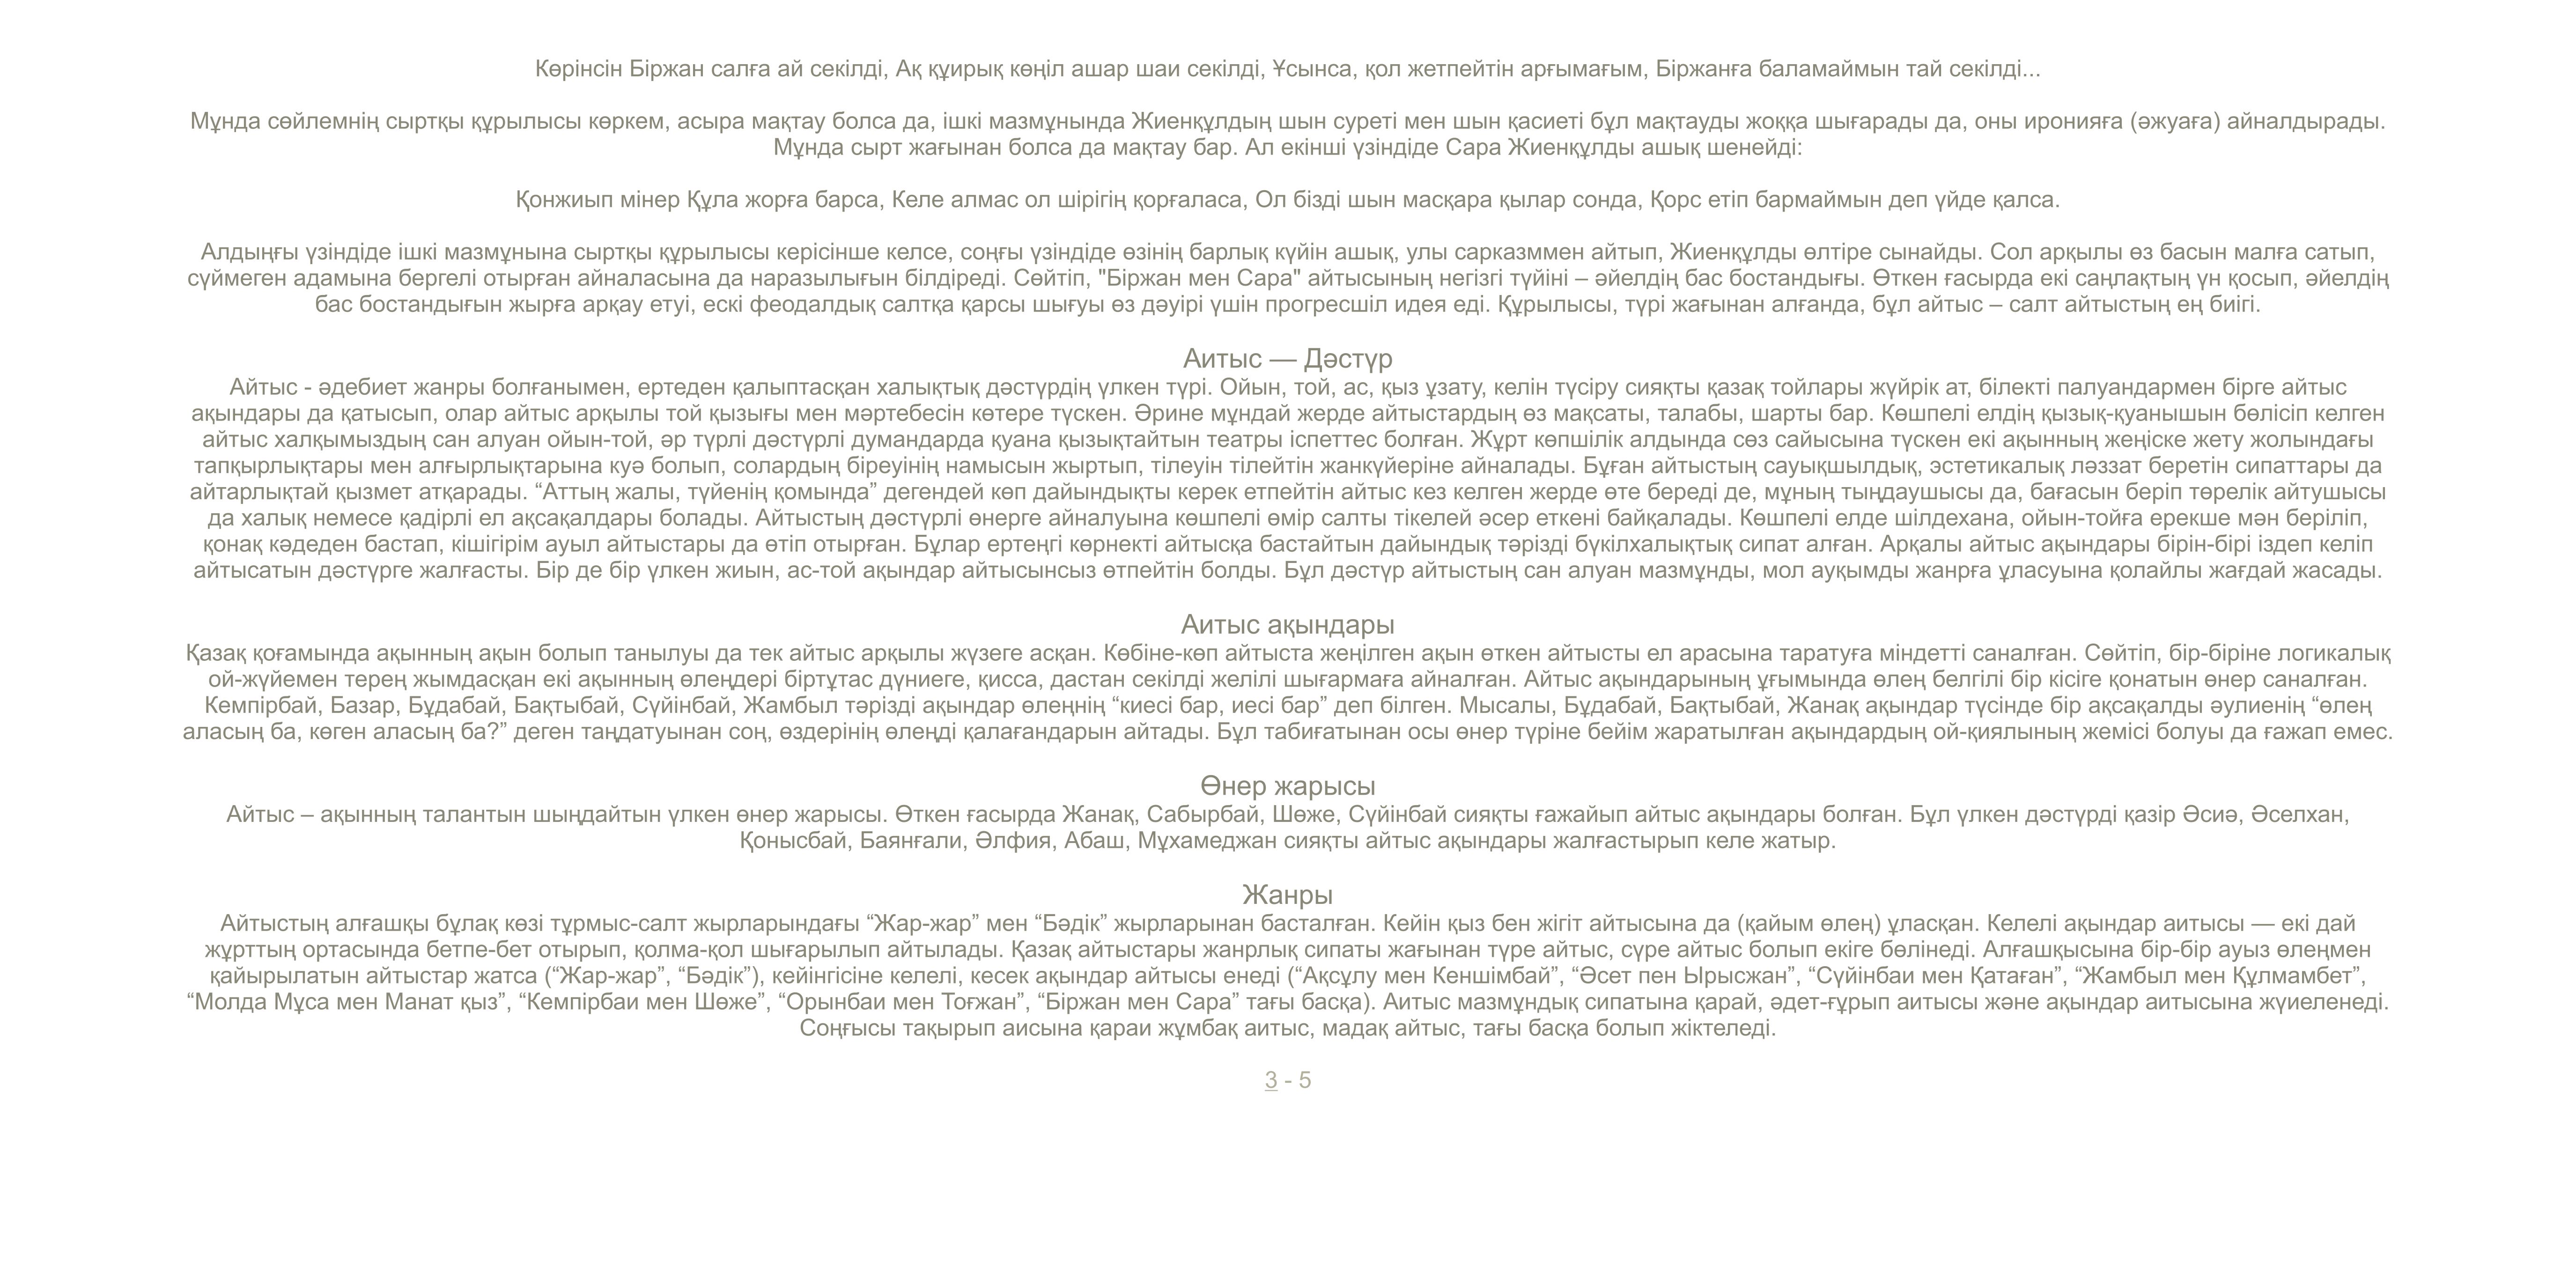 Көрінсін Біржан салға ай секілді, Ақ құирық көңіл ашар шаи секілді, Ұсынса, қол жетпейтін арғымағым, Біржанға баламаймын тай секілді...
Мұнда сөйлемнің сыртқы құрылысы көркем, асыра мақтау болса да, ішкі мазмұнында Жиенқұлдың шын суреті мен шын қасиеті бұл мақтауды жоққа шығарады да, оны иронияға (әжуаға) айналдырады.
Мұнда сырт жағынан болса да мақтау бар. Ал екінші үзіндіде Сара Жиенқұлды ашық шенейді:
Қонжиып мінер Құла жорға барса, Келе алмас ол шірігің қорғаласа, Ол бізді шын масқара қылар сонда, Қорс етіп бармаймын деп үйде қалса.
Алдыңғы үзіндіде ішкі мазмұнына сыртқы құрылысы керісінше келсе, соңғы үзіндіде өзінің барлық күйін ашық, улы сарказммен айтып, Жиенқұлды өлтіре сынайды. Сол арқылы өз басын малға сатып,
сүймеген адамына бергелі отырған айналасына да наразылығын білдіреді. Сөйтіп, "Біржан мен Сара" айтысының негізгі түйіні – әйелдің бас бостандығы. Өткен ғасырда екі саңлақтың үн қосып, әйелдің
бас бостандығын жырға арқау етуі, ескі феодалдық салтқа қарсы шығуы өз дәуірі үшін прогресшіл идея еді. Құрылысы, түрі жағынан алғанда, бұл айтыс – салт айтыстың ең биігі.
Аитыс — Дәстүр
Айтыс - әдебиет жанры болғанымен, ертеден қалыптасқан халықтық дәстүрдің үлкен түрі. Ойын, той, ас, қыз ұзату, келін түсіру сияқты қазақ тойлары жүйрік ат, білекті палуандармен бірге айтыс
ақындары да қатысып, олар айтыс арқылы той қызығы мен мәртебесін көтере түскен. Әрине мұндай жерде айтыстардың өз мақсаты, талабы, шарты бар. Көшпелі елдің қызық-қуанышын бөлісіп келген
айтыс халқымыздың сан алуан ойын-той, әр түрлі дәстүрлі думандарда қуана қызықтайтын театры іспеттес болған. Жұрт көпшілік алдында сөз сайысына түскен екі ақынның жеңіске жету жолындағы
тапқырлықтары мен алғырлықтарына куә болып, солардың біреуінің намысын жыртып, тілеуін тілейтін жанкүйеріне айналады. Бұған айтыстың сауықшылдық, эстетикалық ләззат беретін сипаттары да
айтарлықтай қызмет атқарады. “Аттың жалы, түйенің қомында” дегендей көп дайындықты керек етпейтін айтыс кез келген жерде өте береді де, мұның тыңдаушысы да, бағасын беріп төрелік айтушысы
да халық немесе қадірлі ел ақсақалдары болады. Айтыстың дәстүрлі өнерге айналуына көшпелі өмір салты тікелей әсер еткені байқалады. Көшпелі елде шілдехана, ойын-тойға ерекше мән беріліп,
қонақ кәдеден бастап, кішігірім ауыл айтыстары да өтіп отырған. Бұлар ертеңгі көрнекті айтысқа бастайтын дайындық тәрізді бүкілхалықтық сипат алған. Арқалы айтыс ақындары бірін-бірі іздеп келіп
айтысатын дәстүрге жалғасты. Бір де бір үлкен жиын, ас-той ақындар айтысынсыз өтпейтін болды. Бұл дәстүр айтыстың сан алуан мазмұнды, мол ауқымды жанрға ұласуына қолайлы жағдай жасады.
Аитыс ақындары
Қазақ қоғамында ақынның ақын болып танылуы да тек айтыс арқылы жүзеге асқан. Көбіне-көп айтыста жеңілген ақын өткен айтысты ел арасына таратуға міндетті саналған. Сөйтіп, бір-біріне логикалық
ой-жүйемен терең жымдасқан екі ақынның өлеңдері біртұтас дүниеге, қисса, дастан секілді желілі шығармаға айналған. Айтыс ақындарының ұғымында өлең белгілі бір кісіге қонатын өнер саналған.
Кемпірбай, Базар, Бұдабай, Бақтыбай, Сүйінбай, Жамбыл тәрізді ақындар өлеңнің “киесі бар, иесі бар” деп білген. Мысалы, Бұдабай, Бақтыбай, Жанақ ақындар түсінде бір ақсақалды әулиенің “өлең
аласың ба, көген аласың ба?” деген таңдатуынан соң, өздерінің өлеңді қалағандарын айтады. Бұл табиғатынан осы өнер түріне бейім жаратылған ақындардың ой-қиялының жемісі болуы да ғажап емес.
Өнер жарысы
Айтыс – ақынның талантын шыңдайтын үлкен өнер жарысы. Өткен ғасырда Жанақ, Сабырбай, Шөже, Сүйінбай сияқты ғажайып айтыс ақындары болған. Бұл үлкен дәстүрді қазір Әсиә, Әселхан,
Қонысбай, Баянғали, Әлфия, Абаш, Мұхамеджан сияқты айтыс ақындары жалғастырып келе жатыр.
Жанры
Айтыстың алғашқы бұлақ көзі тұрмыс-салт жырларындағы “Жар-жар” мен “Бәдік” жырларынан басталған. Кейін қыз бен жігіт айтысына да (қайым өлең) ұласқан. Келелі ақындар аитысы — екі дай
жұрттың ортасында бетпе-бет отырып, қолма-қол шығарылып айтылады. Қазақ айтыстары жанрлық сипаты жағынан түре айтыс, сүре айтыс болып екіге бөлінеді. Алғашқысына бір-бір ауыз өлеңмен
қайырылатын айтыстар жатса (“Жар-жар”, “Бәдік”), кейінгісіне келелі, кесек ақындар айтысы енеді (“Ақсұлу мен Кеншімбай”, “Әсет пен Ырысжан”, “Сүйінбаи мен Қатаған”, “Жамбыл мен Құлмамбет”,
“Молда Мұса мен Манат қыз”, “Кемпірбаи мен Шөже”, “Орынбаи мен Тоғжан”, “Біржан мен Сара” тағы басқа). Аитыс мазмұндық сипатына қарай, әдет-ғұрып аитысы және ақындар аитысына жүиеленеді.
Соңғысы тақырып аисына қараи жұмбақ аитыс, мадақ айтыс, тағы басқа болып жіктеледі.
3 - 5